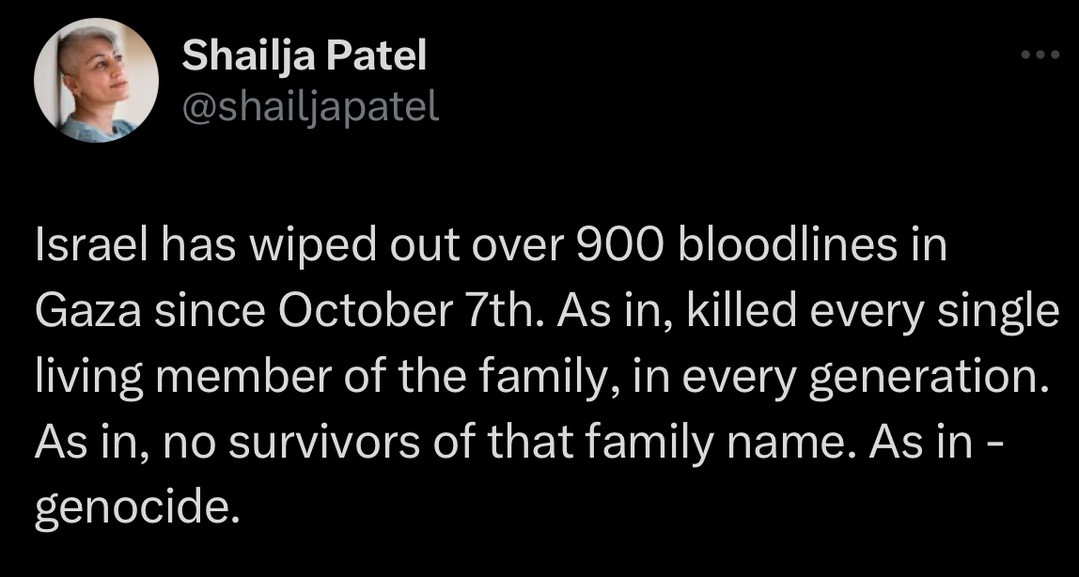 Shailja Patel
@shailjapatel
Israel has wiped out over 900 bloodlines in
Gaza since October 7th. As in, killed every single
living member of the family, in every generation.
As in, no survivors of that family name. As in -
genocide.